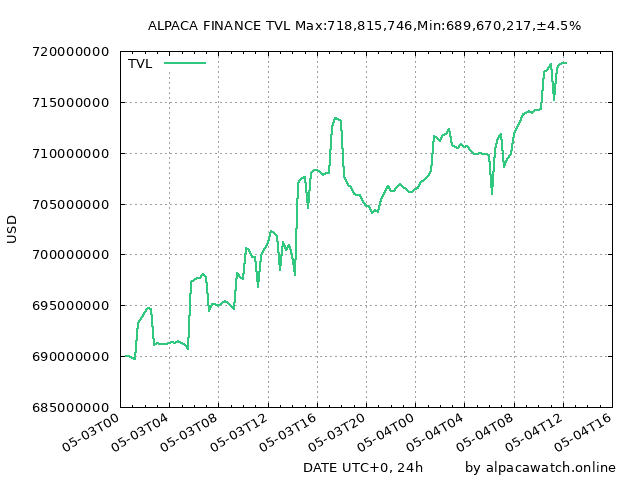 ALPACA FINANCE TVL Max:718,815,746,Min:689,670,217,±4.5%
TVL
720000000
715000000
710000000
705000000
700000000
695000000
690000000
685000000
USD
05-03T00
05-03T04
05-03T08
05-03T12
05-03T16
05-03T20
05-04T00
05-04T04
05-04T08
05-04T12
05-04T16
DATE UTC+0, 24h
by alpacawatch.online